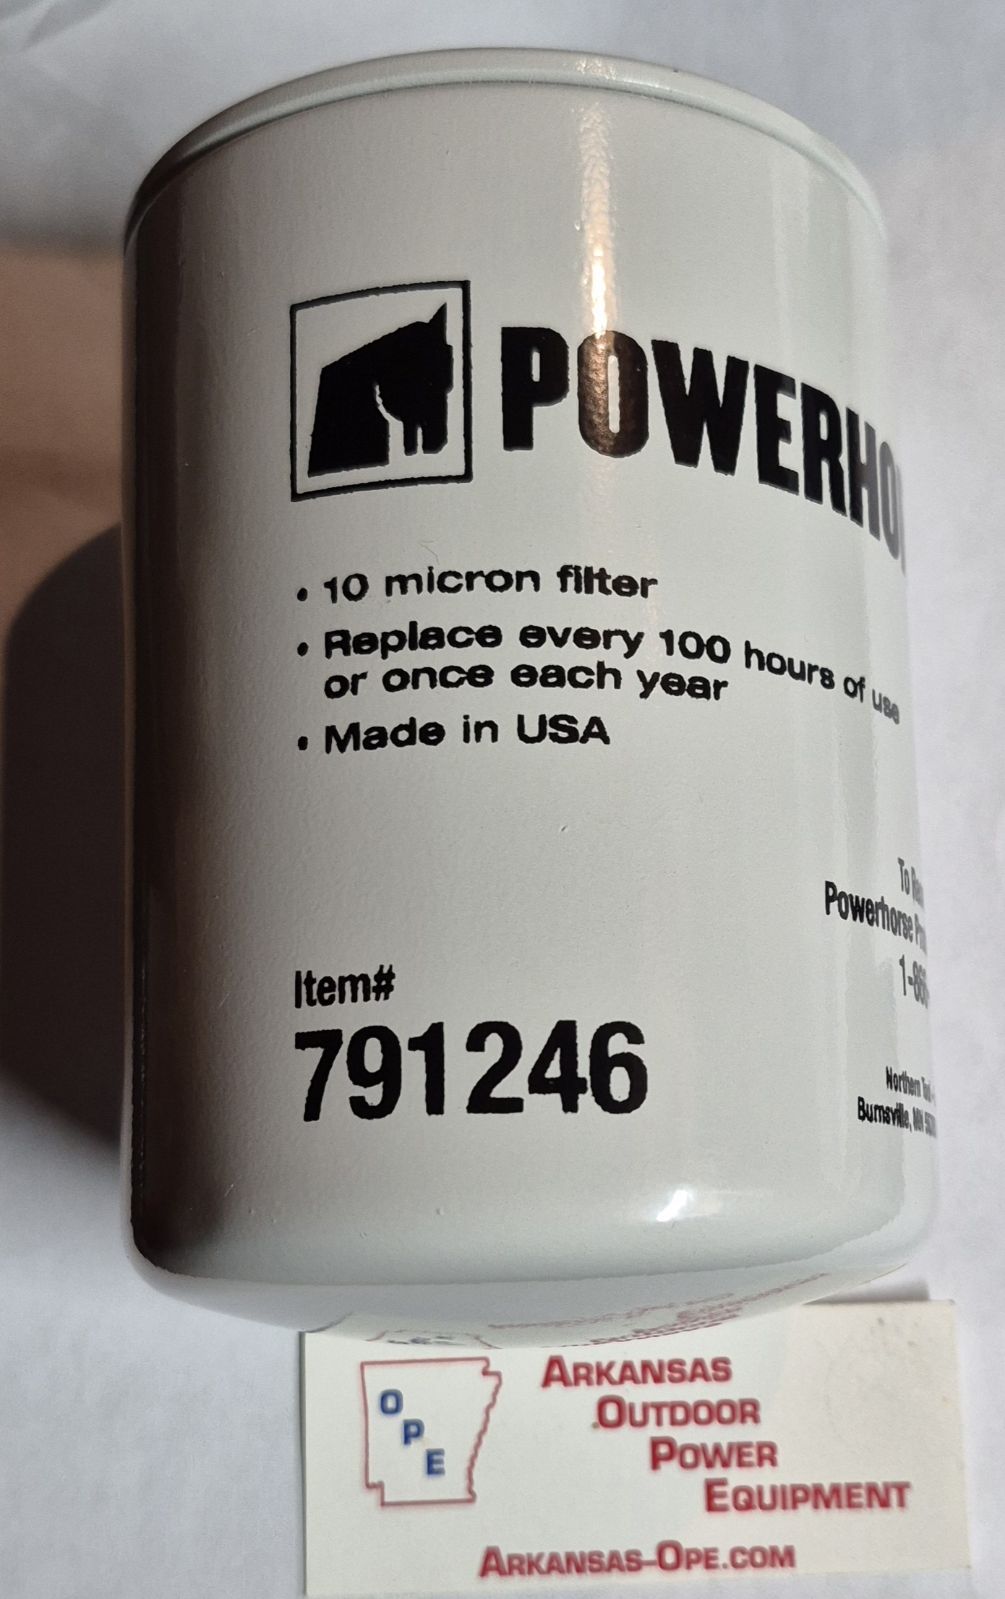 POWERHO
• 10 micron filter
• Replace every 100 hours of use
or once each year
• Made in USA
To
Powerhorse
Item#
791246
Northern
Burnsville, MN
O
P
E
ARKANSAS
OUTDOOR
POWER
EQUIPMENT
ARKANSAS-OPE.COM